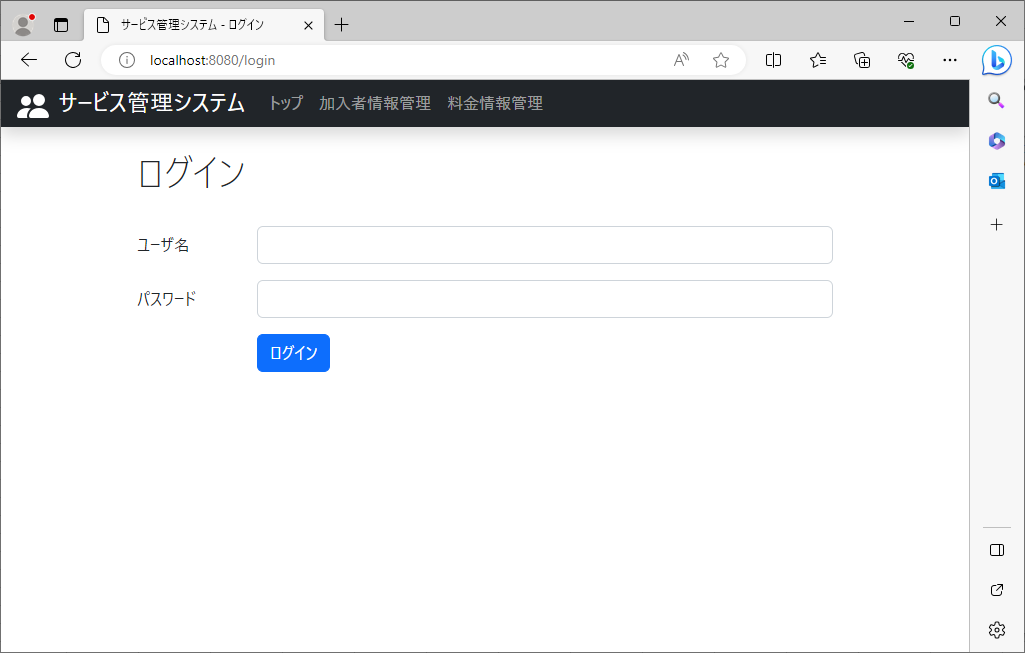 サービス管理システム - ログイン
localhost:8080/login
サービス管理システム トップ 加入者情報管理 料金情報管理
ログイン
ユーザ名
パスワード
ログイン